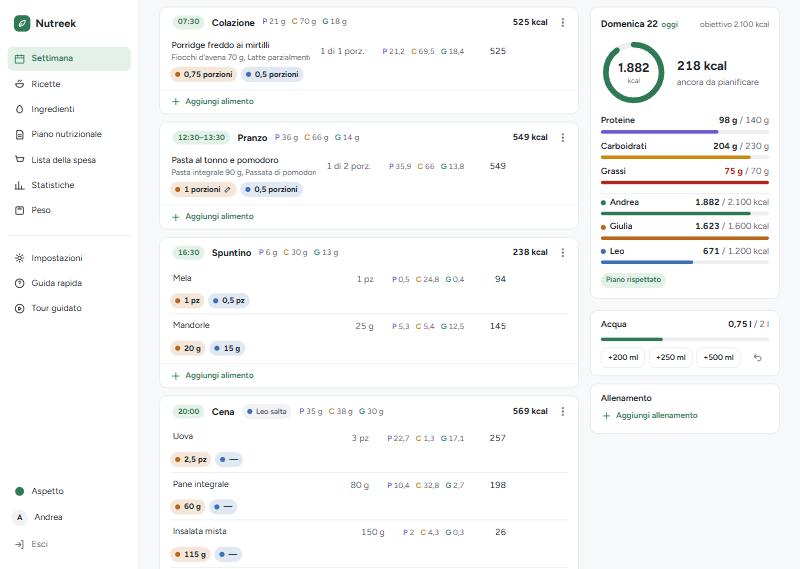 Nutreek
Settimana
Ricette
Ingredienti
Piano nutrizionale
Lista della spesa
Statistiche
Peso
Impostazioni
Guida rapida
Tour guidato
Aspetto
A Andrea
Esci
07:30 Colazione P 21 g C 70 g G 18 g 525 kcal
Porridge freddo ai mirtilli
Fiocchi d'avena 70 g, Latte parzialment
1 di 1 porz. P 21,2 C 69,5 G 18,4 525
0,75 porzioni 0,5 porzioni
+ Aggiungi alimento
12:30–13:30 Pranzo P 36 g C 66 g G 14 g 549 kcal
Pasta al tonno e pomodoro
Pasta integrale 90 g, Passata di pomodor
1 di 2 porz. P 35,9 C 66 G 13,8 549
1 porzioni 0,5 porzioni
+ Aggiungi alimento
16:30 Spuntino P 6 g C 30 g G 13 g 238 kcal
Mela 1 pz P 0,5 C 24,8 G 0,4 94
1 pz 0,5 pz
Mandorle 25 g P 5,3 C 5,4 G 12,5 145
20 g 15 g
+ Aggiungi alimento
20:00 Cena Leo salta P 35 g C 38 g G 30 g 569 kcal
Uova 3 pz P 22,7 C 1,3 G 17,1 257
2,5 pz —
Pane integrale 80 g P 10,4 C 32,8 G 2,7 198
60 g —
Insalata mista 150 g P 2 C 4,3 G 0,3 26
115 g —
Domenica 22 oggi obiettivo 2.100 kcal
1.882
kcal
218 kcal
ancora da pianificare
Proteine 98 g / 140 g
Carboidrati 204 g / 230 g
Grassi 75 g / 70 g
Andrea 1.882 / 2.100 kcal
Giulia 1.623 / 1.600 kcal
Leo 671 / 1.200 kcal
Piano rispettato
Acqua 0,75 l / 2 l
+200 ml +250 ml +500 ml
Allenamento
+ Aggiungi allenamento